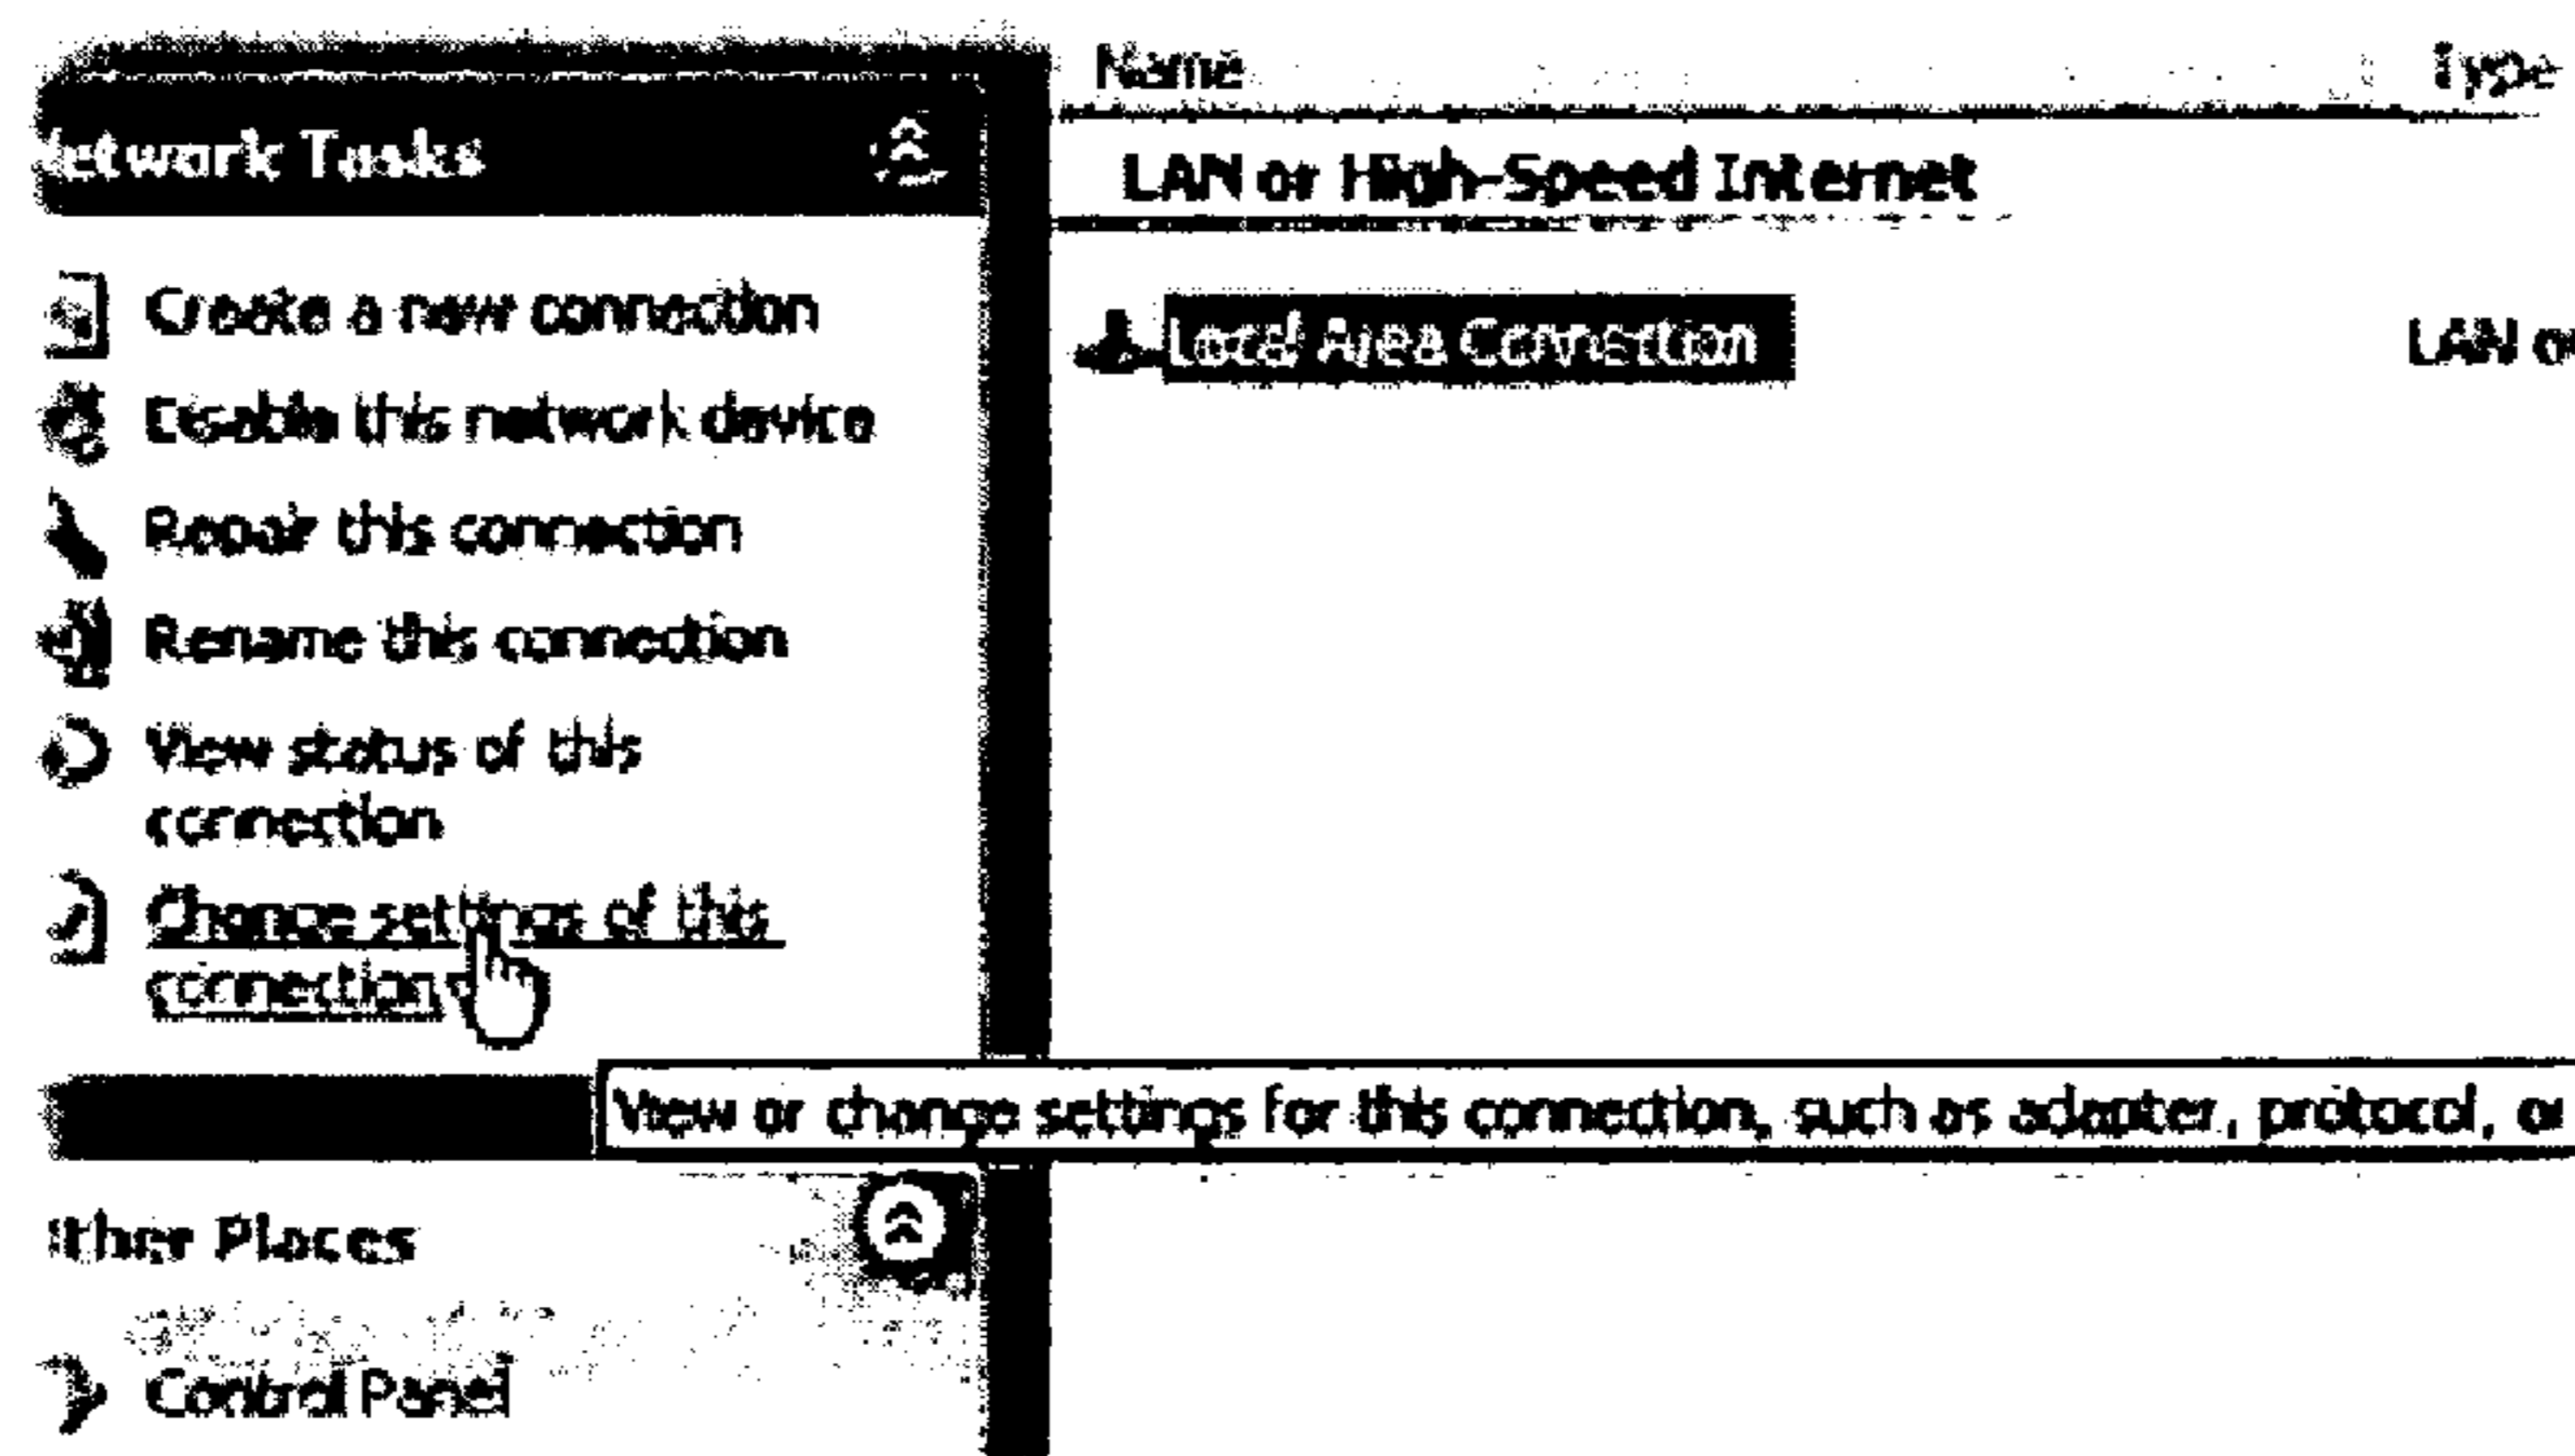 etwork Tasks
Create a new connection
Disable this network device
Repair this connection
Rename this connection
View status of this
connection
Change settings of this
connection
ther Places
Control Panel
Name
Type
LAN or High-Speed Internet
Local Area Connection
LAN or
View or change settings for this connection, such as adapter, protocol, or